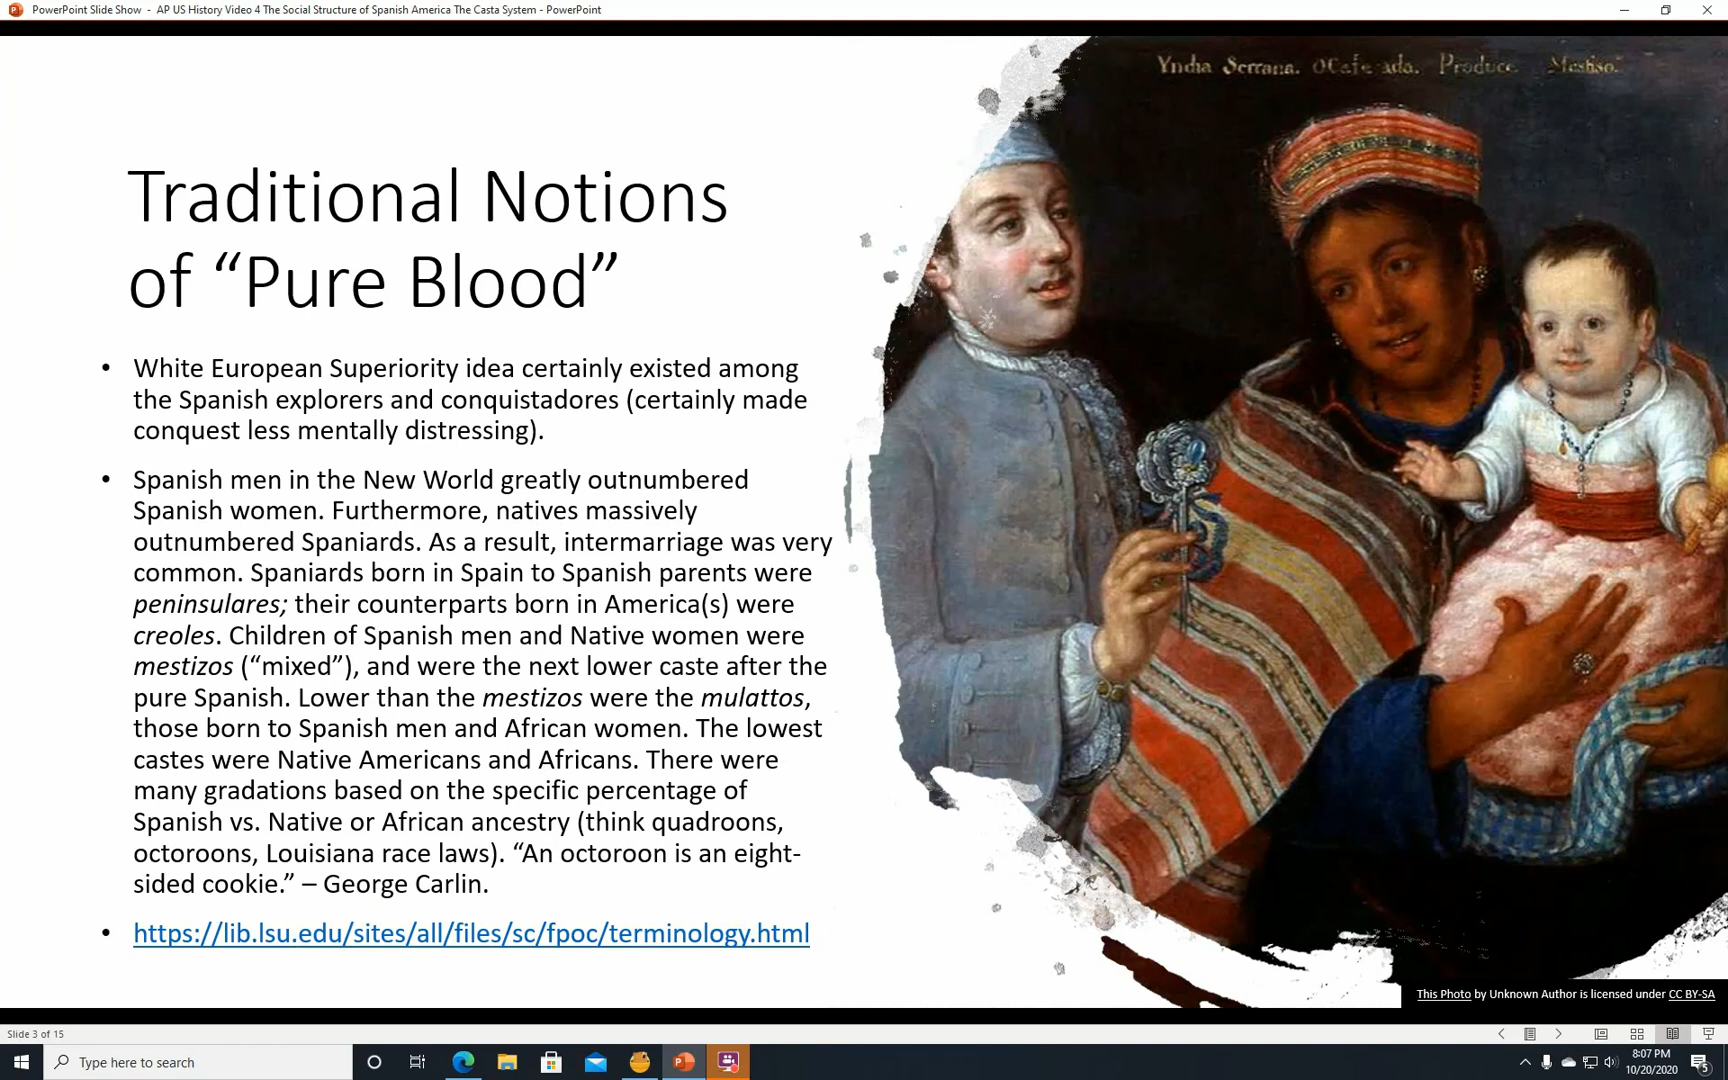 PowerPoint Slide Show - AP US History Video 4 The Social Structure of Spanish America The Casta System - PowerPoint
Yndia Serrana. Produce Mestiso.
Traditional Notions
of “Pure Blood”
• White European Superiority idea certainly existed among
the Spanish explorers and conquistadores (certainly made
conquest less mentally distressing).
• Spanish men in the New World greatly outnumbered
Spanish women. Furthermore, natives massively
outnumbered Spaniards. As a result, intermarriage was very
common. Spaniards born in Spain to Spanish parents were
peninsulares; their counterparts born in America(s) were
creoles. Children of Spanish men and Native women were
mestizos (“mixed”), and were the next lower caste after the
pure Spanish. Lower than the mestizos were the mulattos,
those born to Spanish men and African women. The lowest
castes were Native Americans and Africans. There were
many gradations based on the specific percentage of
Spanish vs. Native or African ancestry (think quadroons,
octoroons, Louisiana race laws). “An octoroon is an eight-
sided cookie.” – George Carlin.
• https://lib.lsu.edu/sites/all/files/sc/fpoc/terminology.html
This Photo by Unknown Author is licensed under CC BY-SA
Slide 3 of 15
Type here to search
8:07 PM
10/20/2020
5